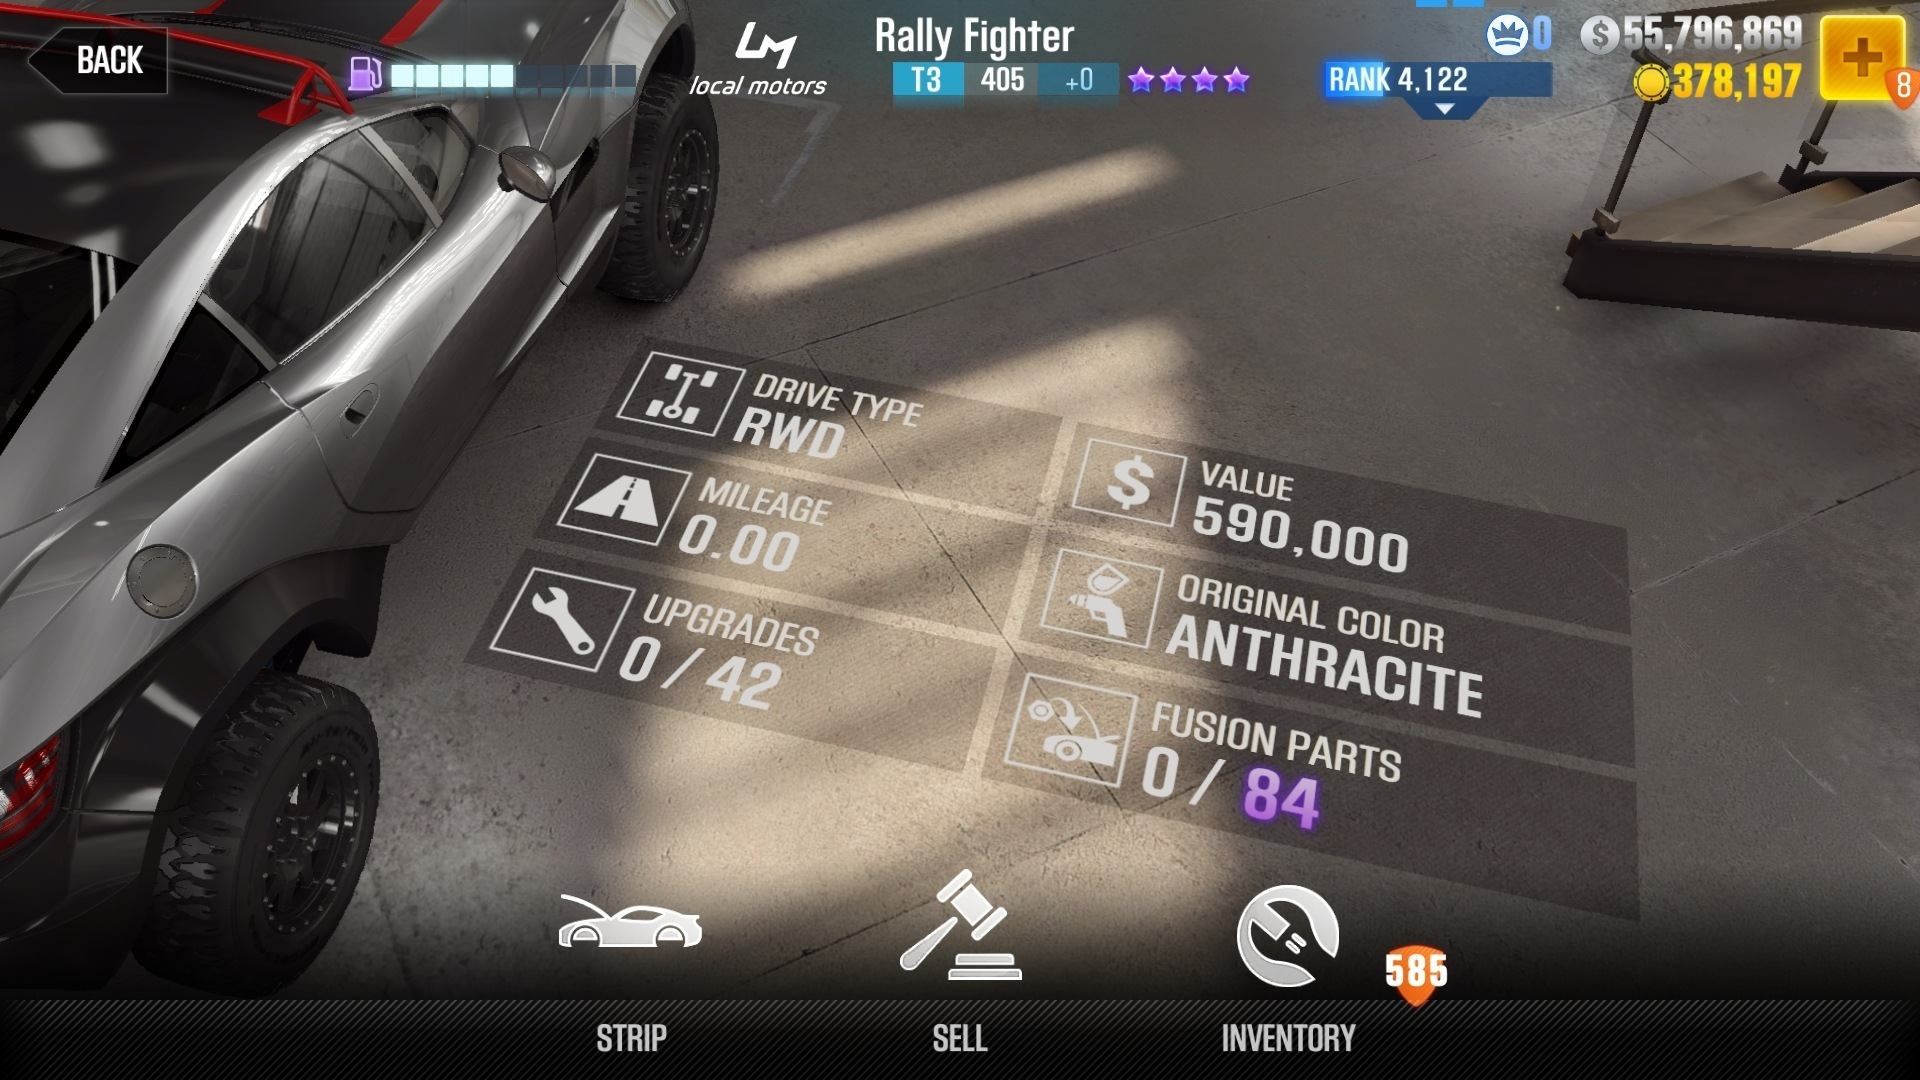 BACK
LM
local motors
Rally Fighter
T3 405 +0
RANK 4,122
0
$ 55,796,869
378,197
8
DRIVE TYPE
RWD
MILEAGE
0.00
UPGRADES
0 / 42
$ VALUE
590,000
ORIGINAL COLOR
ANTHRACITE
FUSION PARTS
0 / 84
585
STRIP
SELL
INVENTORY